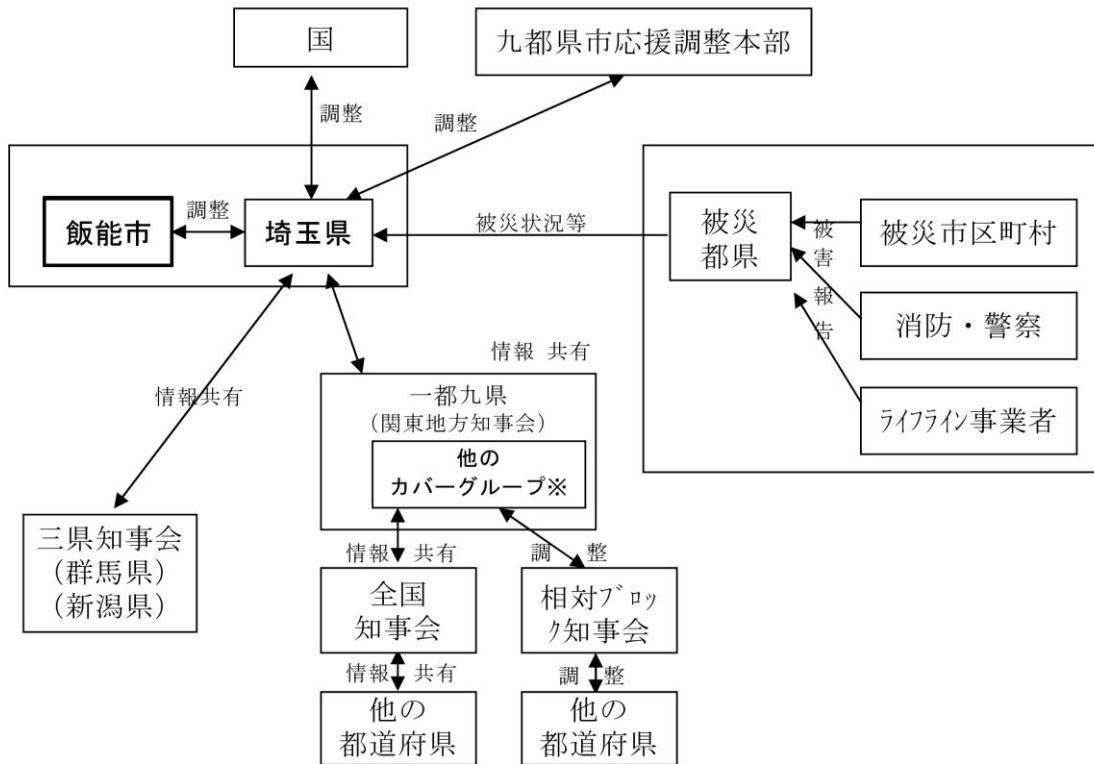 国
九都県市応援調整本部
調整
調整
飯能市
調整
埼玉県
被災状況等
被災
都県
被害報告
被災市区町村
消防・警察
ﾗｲﾌﾗｲﾝ事業者
情報共有
情報 共有
一都九県
(関東地方知事会)
他の
カバーグループ※
三県知事会
(群馬県)
(新潟県)
情報 共有
調 整
全国
知事会
相対ﾌﾞﾛｯ
ｸ知事会
情報 共有
調 整
他の
都道府県
他の
都道府県